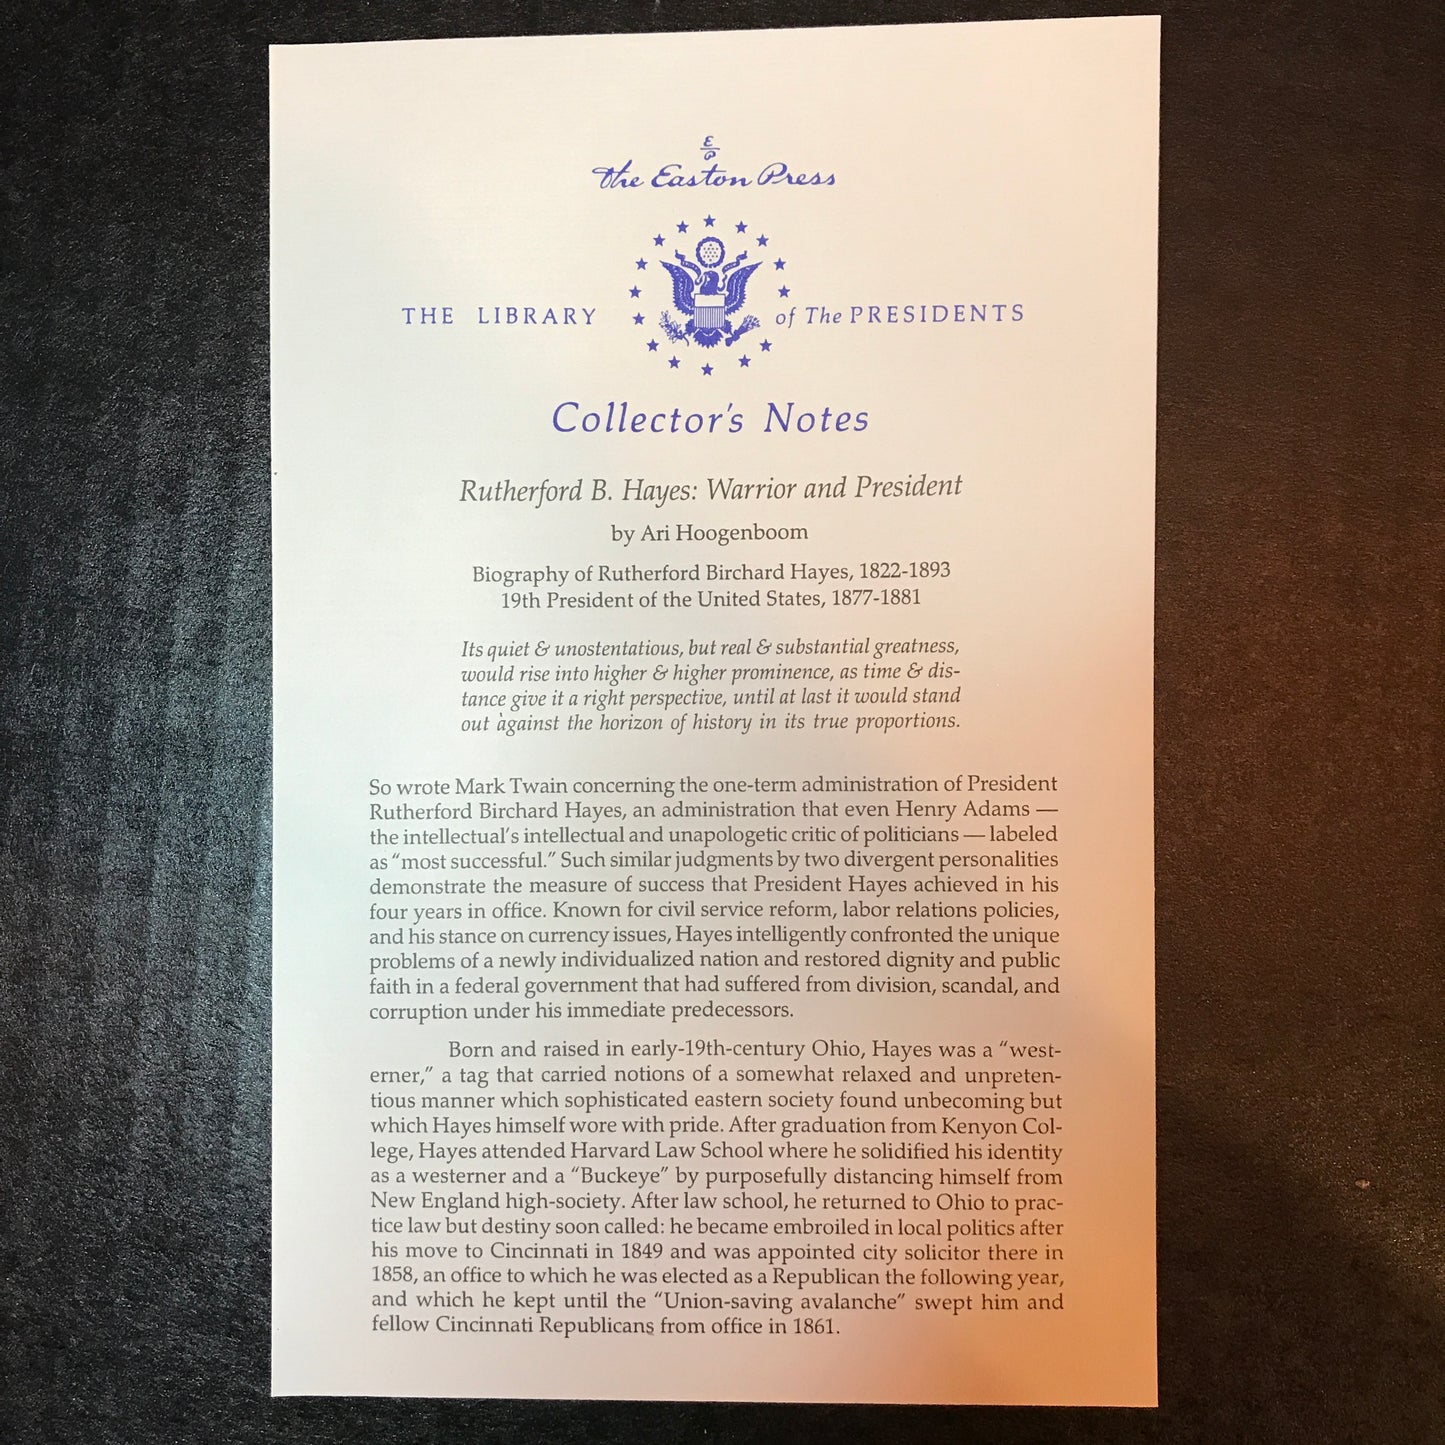 E
P
The Easton Press
THE LIBRARY of The PRESIDENTS
Collector's Notes
Rutherford B. Hayes: Warrior and President
by Ari Hoogenboom
Biography of Rutherford Birchard Hayes, 1822-1893
19th President of the United States, 1877-1881
Its quiet & unostentatious, but real & substantial greatness,
would rise into higher & higher prominence, as time & dis-
tance give it a right perspective, until at last it would stand
out against the horizon of history in its true proportions.
So wrote Mark Twain concerning the one-term administration of President
Rutherford Birchard Hayes, an administration that even Henry Adams —
the intellectual's intellectual and unapologetic critic of politicians — labeled
as “most successful.” Such similar judgments by two divergent personalities
demonstrate the measure of success that President Hayes achieved in his
four years in office. Known for civil service reform, labor relations policies,
and his stance on currency issues, Hayes intelligently confronted the unique
problems of a newly individualized nation and restored dignity and public
faith in a federal government that had suffered from division, scandal, and
corruption under his immediate predecessors.
Born and raised in early-19th-century Ohio, Hayes was a “west-
erner,” a tag that carried notions of a somewhat relaxed and unpreten-
tious manner which sophisticated eastern society found unbecoming but
which Hayes himself wore with pride. After graduation from Kenyon Col-
lege, Hayes attended Harvard Law School where he solidified his identity
as a westerner and a “Buckeye” by purposefully distancing himself from
New England high-society. After law school, he returned to Ohio to prac-
tice law but destiny soon called: he became embroiled in local politics after
his move to Cincinnati in 1849 and was appointed city solicitor there in
1858, an office to which he was elected as a Republican the following year,
and which he kept until the “Union-saving avalanche” swept him and
fellow Cincinnati Republicans from office in 1861.